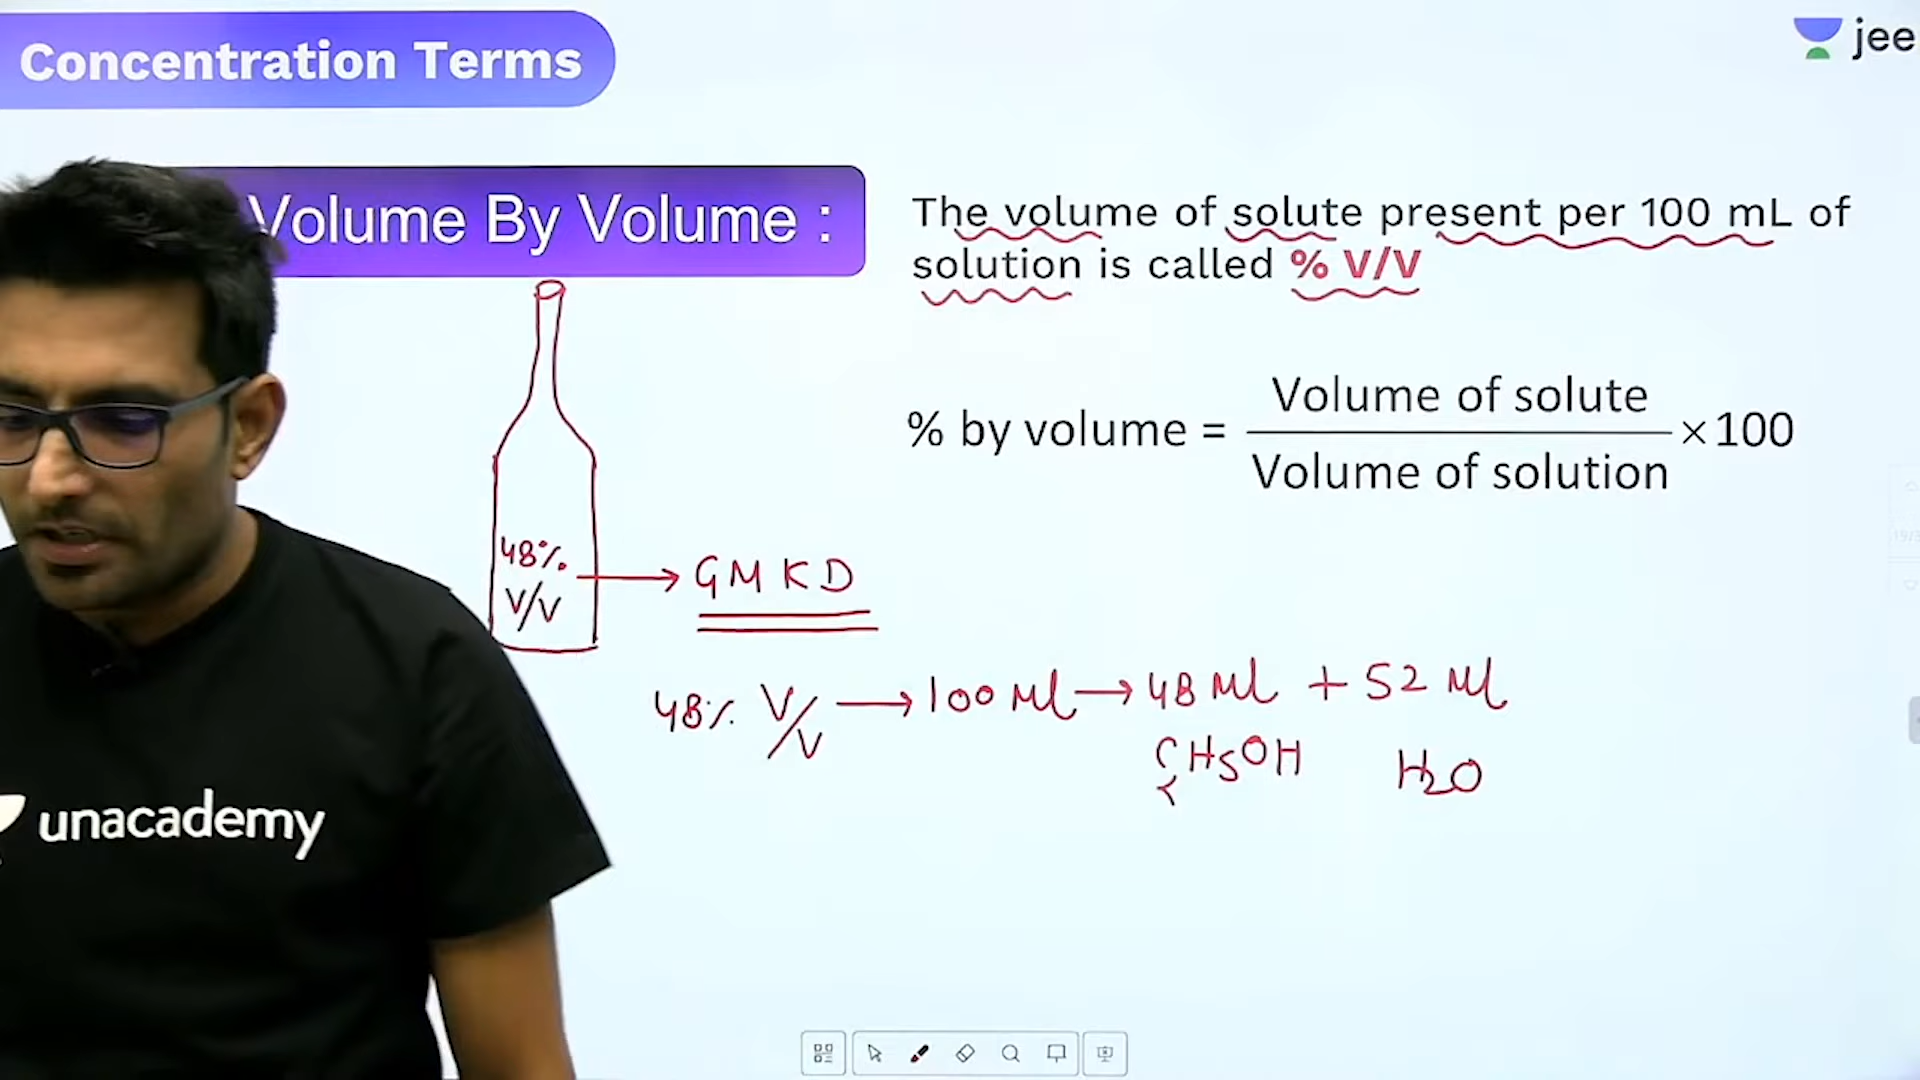 Concentration Terms
jee
Volume By Volume :
The volume of solute present per 100 mL of
solution is called % V/V
% by volume = Volume of solute / Volume of solution ×100
48%.
V/V
GMKD
48%. V/V → 100 Ml → 48 Ml + 52 Ml
C2H5OH H2O
unacademy